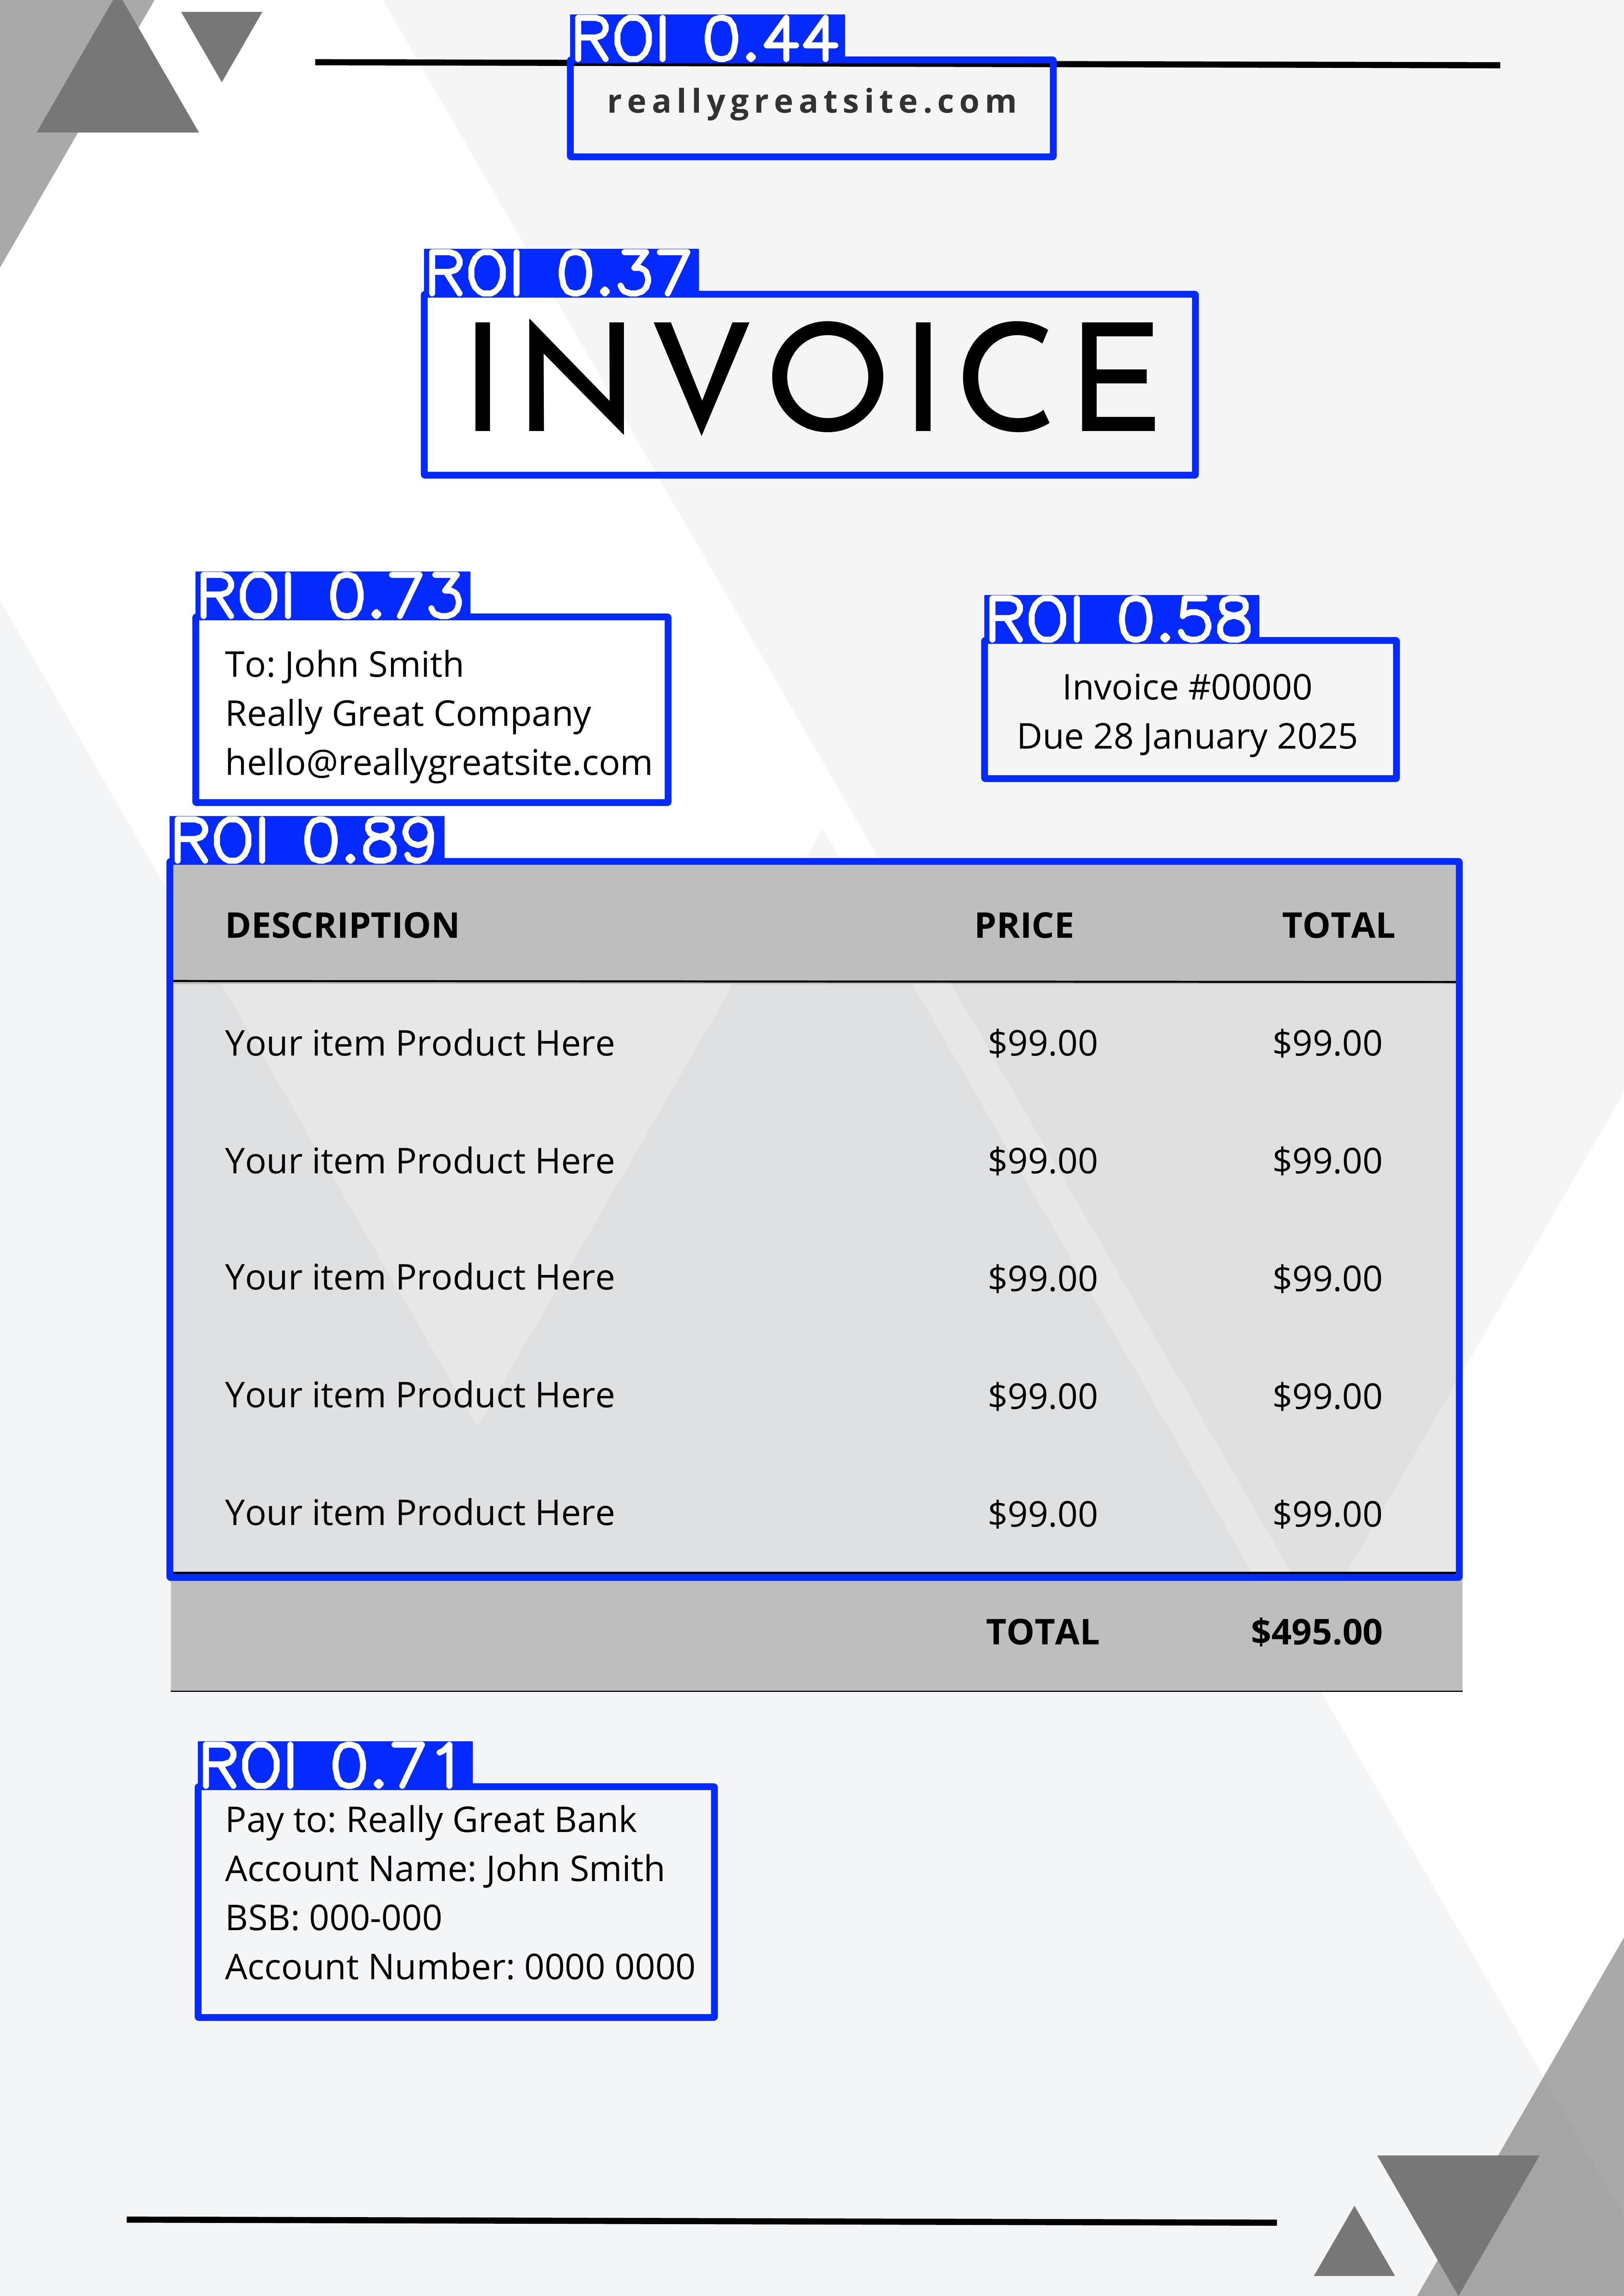 ROI 0.44
reallygreatsite.com
ROI 0.37
INVOICE
ROI 0.73
To: John Smith
Really Great Company
hello@reallygreatsite.com
ROI 0.58
Invoice #00000
Due 28 January 2025
ROI 0.89
DESCRIPTION PRICE TOTAL
Your item Product Here $99.00 $99.00
Your item Product Here $99.00 $99.00
Your item Product Here $99.00 $99.00
Your item Product Here $99.00 $99.00
Your item Product Here $99.00 $99.00
TOTAL $495.00
ROI 0.71
Pay to: Really Great Bank
Account Name: John Smith
BSB: 000-000
Account Number: 0000 0000